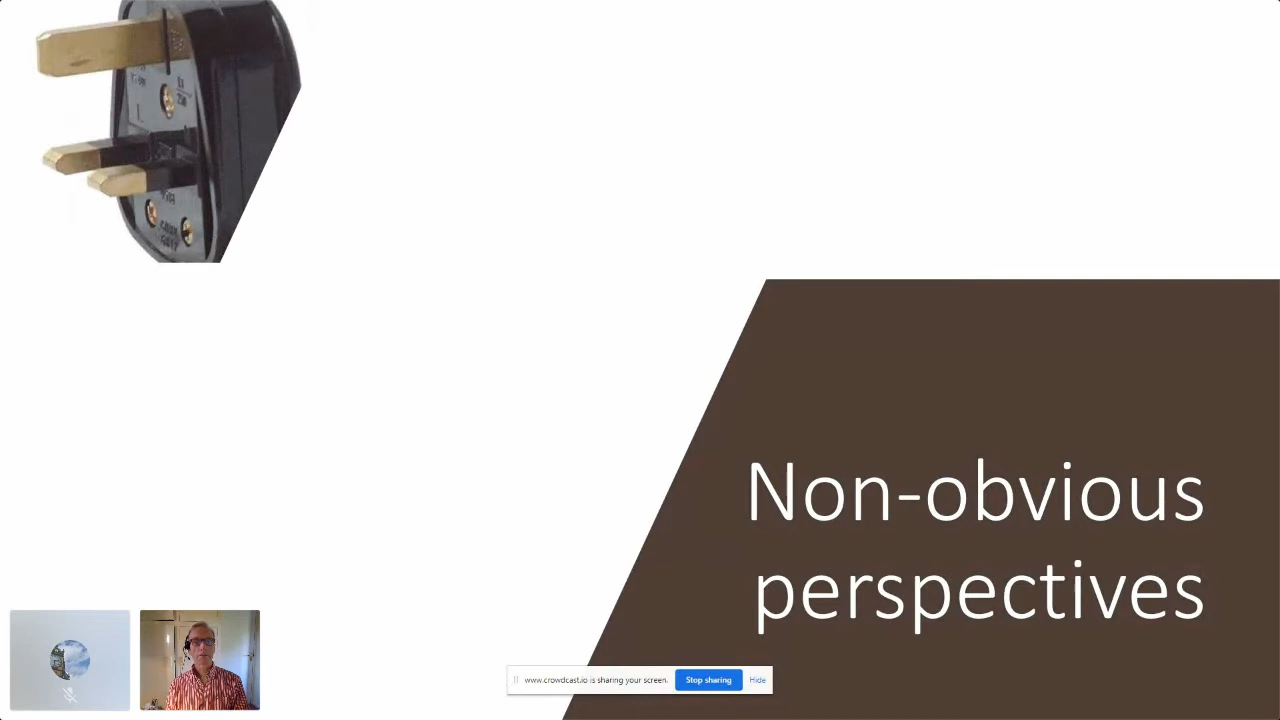 Non-obvious
perspectives
www.crowdcast.io is sharing your screen.
Stop sharing
Hide